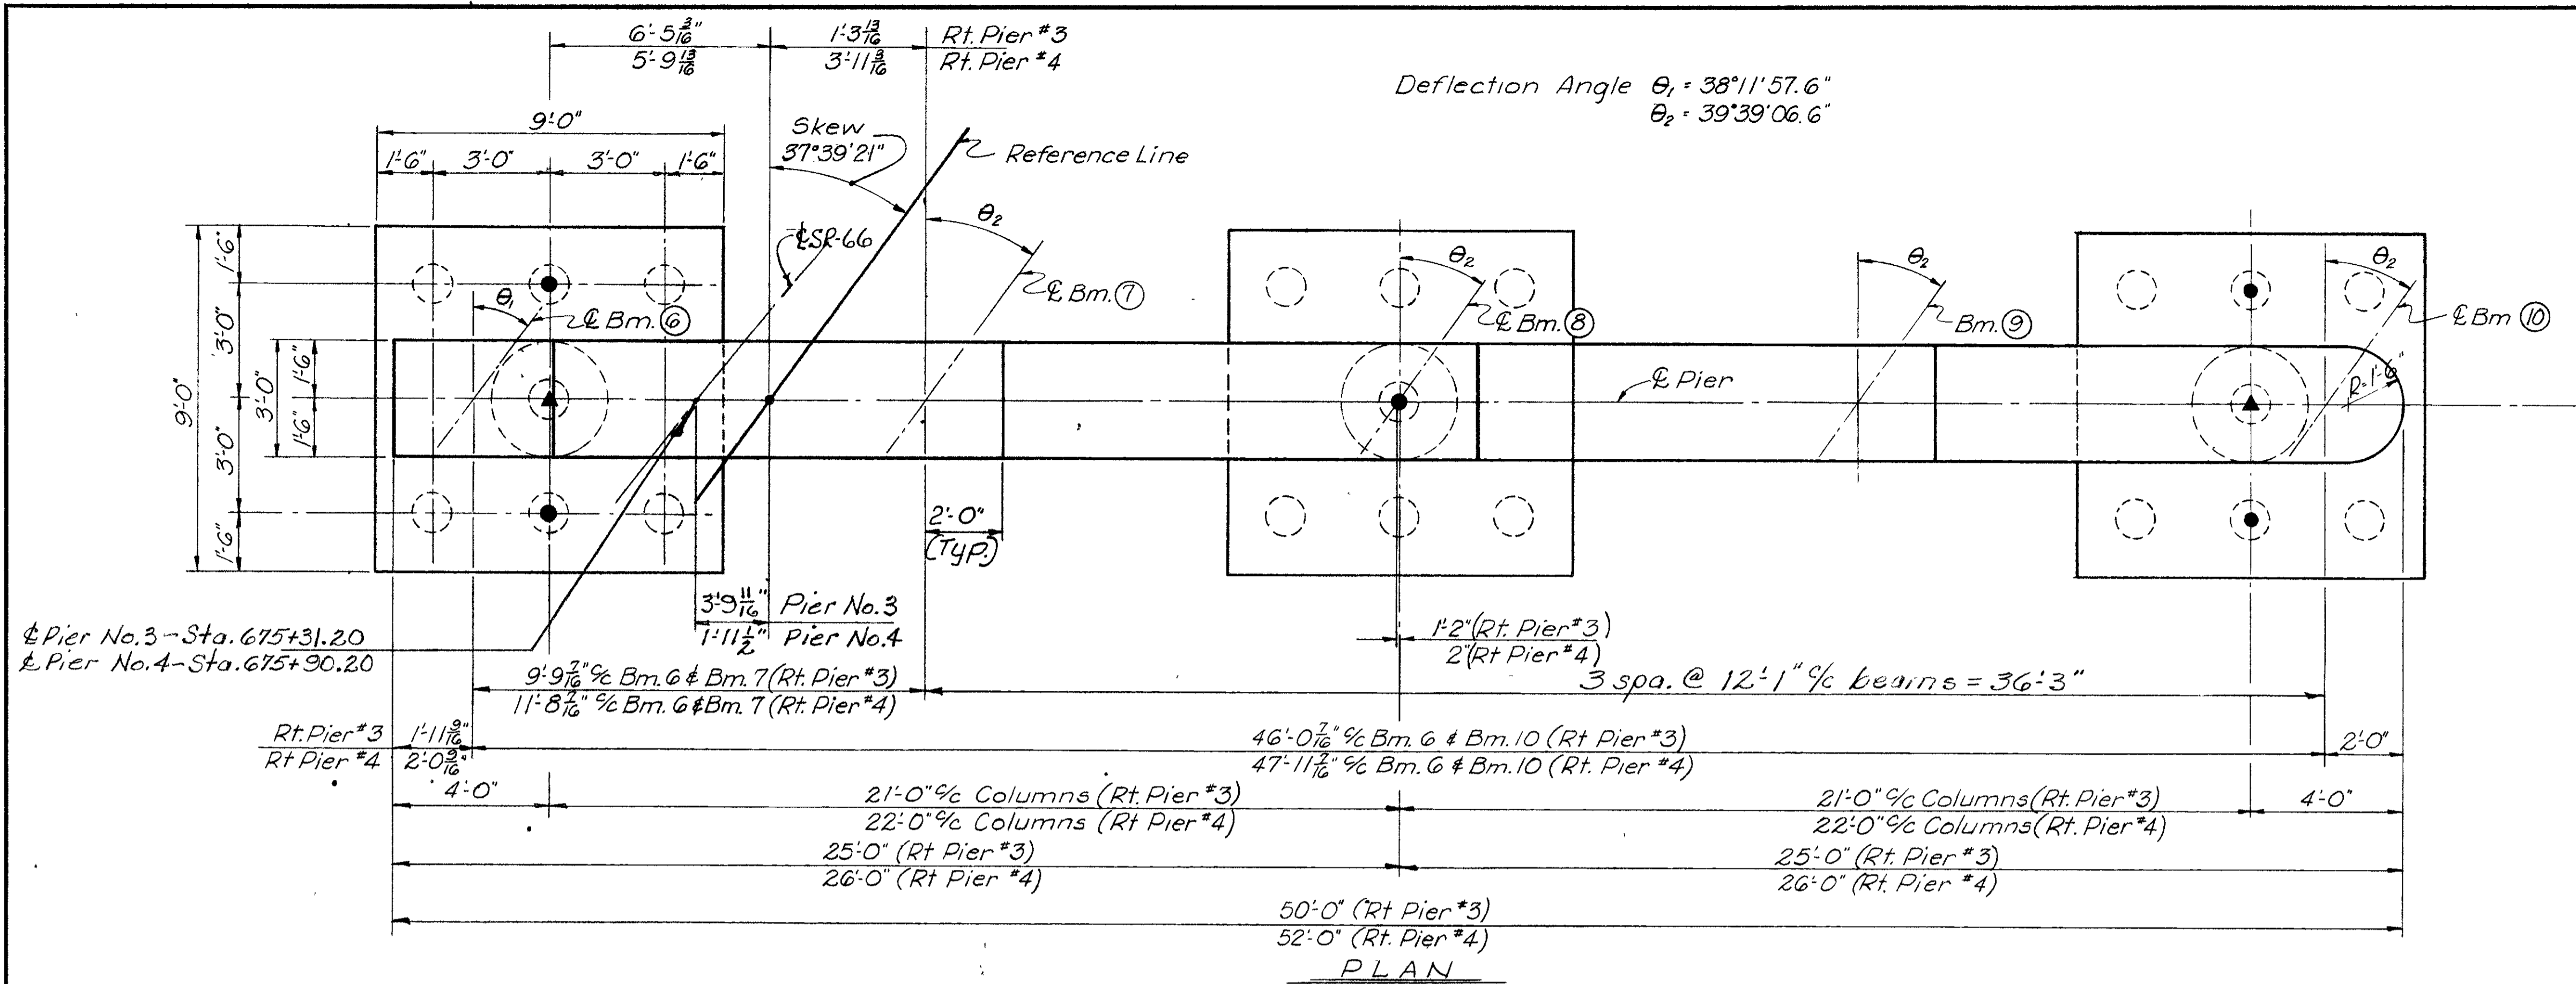 6'-5 3/16" 1'-3 13/16" Rt. Pier #3
5'-9 13/16" 3'-11 3/16" Rt. Pier #4
Deflection Angle θ₁ = 38°11'57.6"
θ₂ = 39°39'06.6"
9'-0"
1'-6" 3'-0" 3'-0" 1'-6"
Skew
37°39'21"
Reference Line
℄ SR-66
θ₂
θ₂
θ₂
θ₂
θ₁
℄ Bm. ⑥
℄ Bm. ⑦
℄ Bm. ⑧
Bm. ⑨
℄ Bm ⑩
1'-6"
3'-0"
3'-0"
1'-6"
9'-0"
3'-0"
1'-6"
1'-6"
℄ Pier
R=1'-6"
2'-0"
(TYP.)
3'-9 11/16" Pier No.3
1'-11 1/2" Pier No.4
℄ Pier No.3-Sta.675+31.20
℄ Pier No.4-Sta.675+90.20
1'-2" (Rt. Pier #3)
2" (Rt Pier #4)
9'-9 7/16" c/c Bm. 6 & Bm. 7 (Rt. Pier #3)
11'-8 7/16" c/c Bm. 6 & Bm. 7 (Rt. Pier #4)
3 spa. @ 12'-1" c/c beams = 36'-3"
Rt. Pier #3 1'-11 9/16"
Rt Pier #4 2'-0 9/16"
46'-0 7/16" c/c Bm. 6 & Bm. 10 (Rt Pier #3)
47'-11 7/16" c/c Bm. 6 & Bm. 10 (Rt. Pier #4)
2'-0"
4'-0"
21'-0" c/c Columns (Rt. Pier #3)
22'-0" c/c Columns (Rt Pier #4)
21'-0" c/c Columns (Rt. Pier #3)
22'-0" c/c Columns (Rt. Pier #4)
4'-0"
25'-0" (Rt Pier #3)
26'-0" (Rt Pier #4)
25'-0" (Rt. Pier #3)
26'-0" (Rt. Pier #4)
50'-0" (Rt Pier #3)
52'-0" (Rt. Pier #4)
PLAN